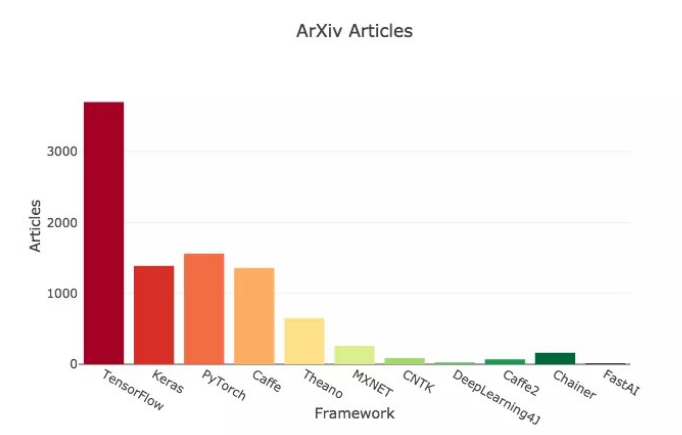 ArXiv Articles
3000
2000
1000
0
Articles
TensorFlow
Keras
PyTorch
Caffe
Theano
MXNET
CNTK
DeepLearning4J
Caffe2
Chainer
FastAI
Framework